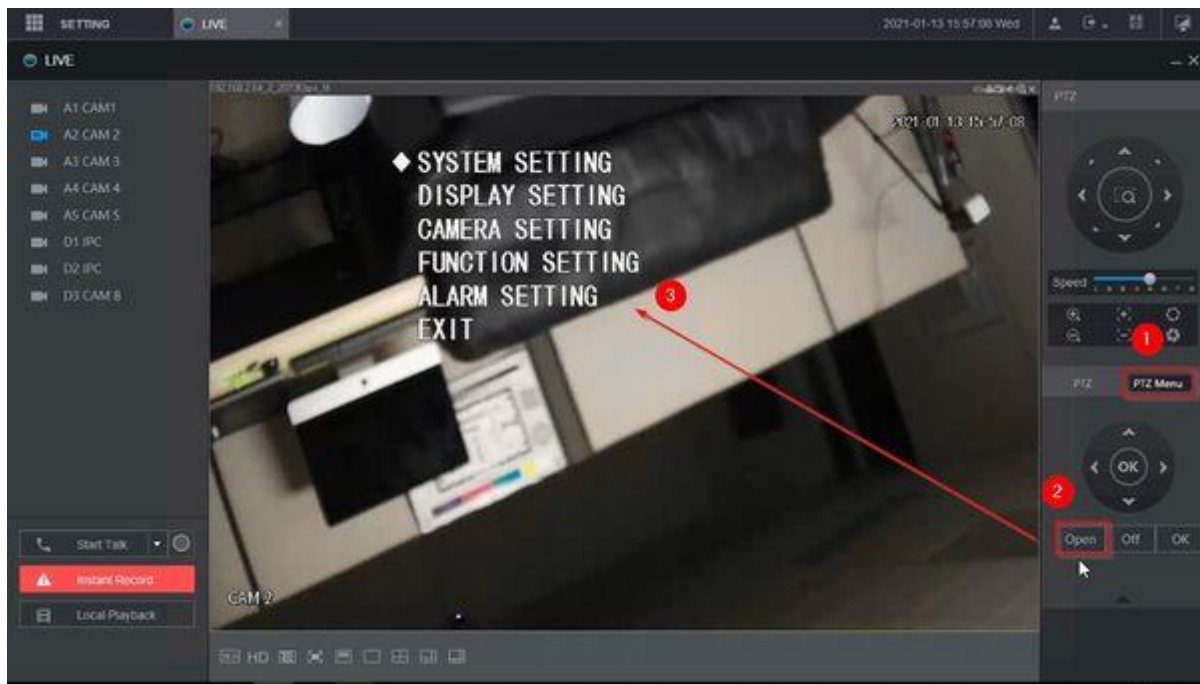 SETTING
LIVE
2021-01-13 15:57:08 Wed
LIVE
A1 CAM1
A2 CAM 2
A3 CAM 3
A4 CAM 4
A5 CAM 5
D1 IPC
D2 IPC
D3 CAM 8
2021-01-13 15-57-08
SYSTEM SETTING
DISPLAY SETTING
CAMERA SETTING
FUNCTION SETTING
ALARM SETTING
EXIT
3
CAM 2
PTZ
Speed
1
PTZ
PTZ Menu
OK
2
Open
Off
OK
Start Talk
Instant Record
Local Playback
HD